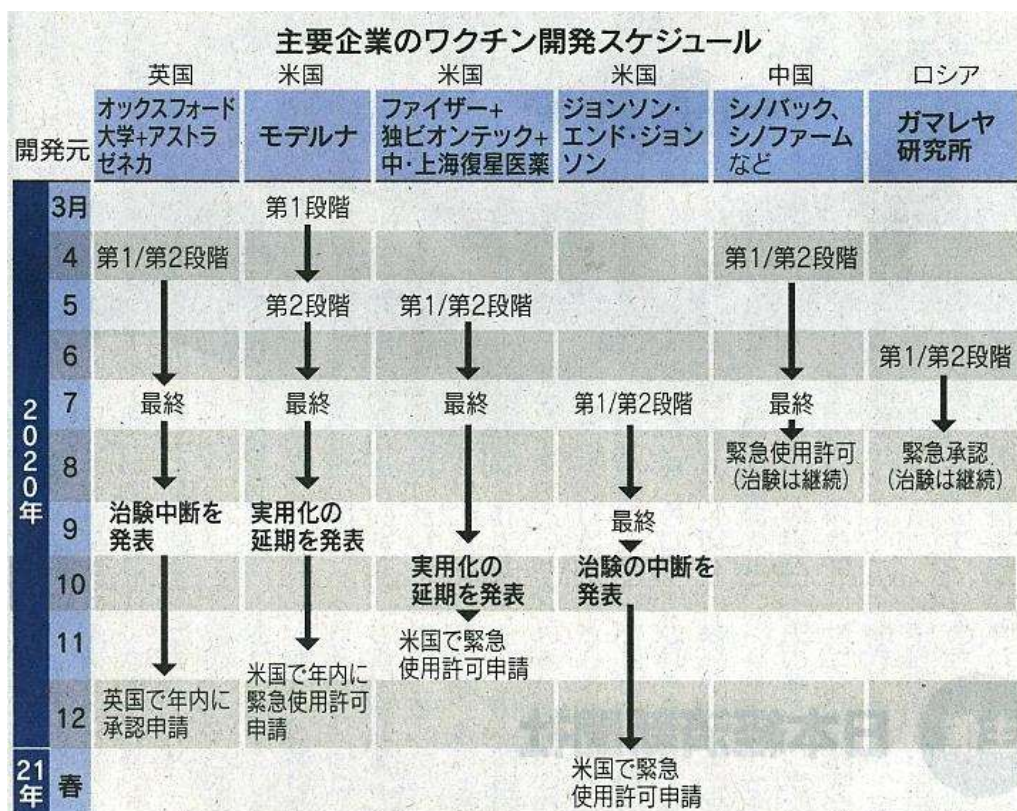 主要企業のワクチン開発スケジュール
英国
米国
米国
米国
中国
ロシア
開発元
オックスフォード
大学+アストラ
ゼネカ
モデルナ
ファイザー+
独ビオンテック+
中・上海復星医薬
ジョンソン・
エンド・ジョン
ソン
シノバック、
シノファーム
など
ガマレヤ
研究所
2020年
3月
第1段階
4
第1/第2段階
第1/第2段階
5
第2段階
第1/第2段階
6
第1/第2段階
7
最終
最終
最終
第1/第2段階
最終
8
緊急使用許可
(治験は継続)
緊急承認
(治験は継続)
9
治験中断を
発表
実用化の
延期を発表
最終
10
実用化の
延期を発表
治験の中断を
発表
11
米国で緊急
使用許可申請
12
英国で年内に
承認申請
米国で年内に
緊急使用許可
申請
21年
春
米国で緊急
使用許可申請